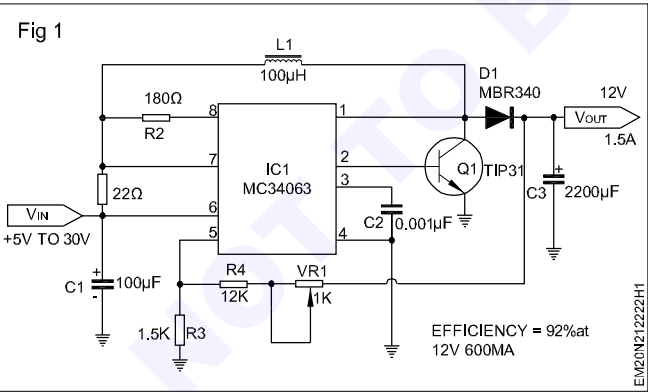 Fig 1
L1
100µH
D1
MBR340
12V
VOUT
1.5A
180Ω
R2
8
1
7
2
IC1
MC34063
3
Q1
TIP31
C3
+
2200µF
22Ω
VIN
+5V TO 30V
6
5
4
C2
0.001µF
+
C1
100µF
-
R4
12K
VR1
1K
1.5K
R3
EFFICIENCY = 92%at
12V 600MA
EM20N212222H1
NOT TO B